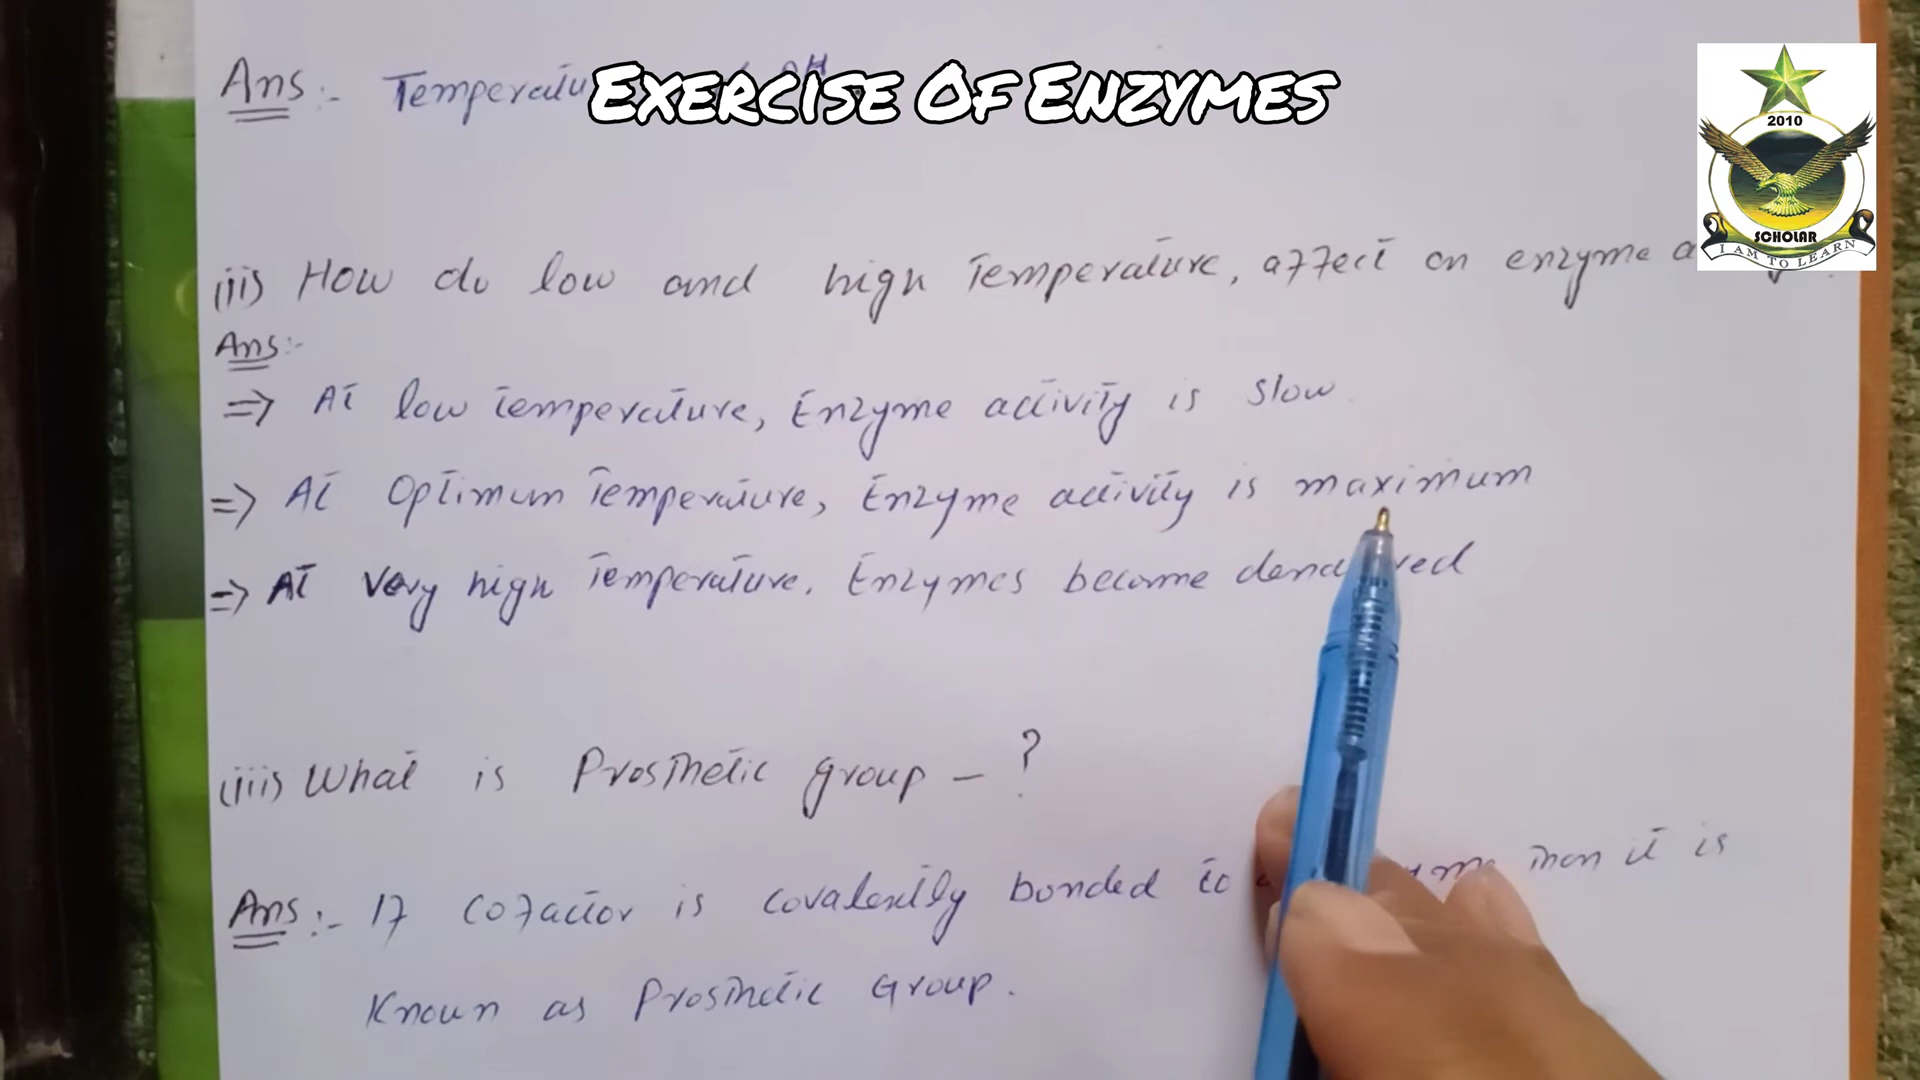 Exercise Of Enzymes
Ans:- Temperatu pH
2010
SCHOLAR
I AM TO LEARN
(iii) How do low and high Temperature, affect on enzyme a
Ans:-
=> At low temperature, Enzyme activity is slow.
=> At Optimum Temperature, Enzyme activity is maximum
=> At Very high Temperature, Enzymes become dena red
(iii) What is Prosthetic group - ?
Ans:- If cofactor is covalently bonded to then it is
Known as Prosthetic Group.